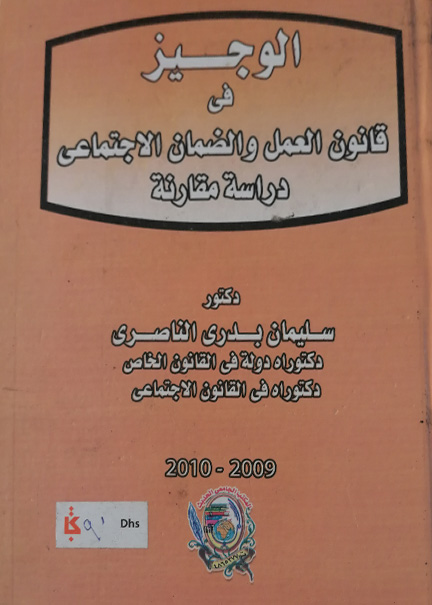 الوجيز
فى
قانون العمل والضمان الاجتماعى
دراسة مقارنة
دكتور
سليمان بدرى الناصرى
دكتوراه دولة فى القانون الخاص
دكتوراه فى القانون الاجتماعى
2010 - 2009
Dhs